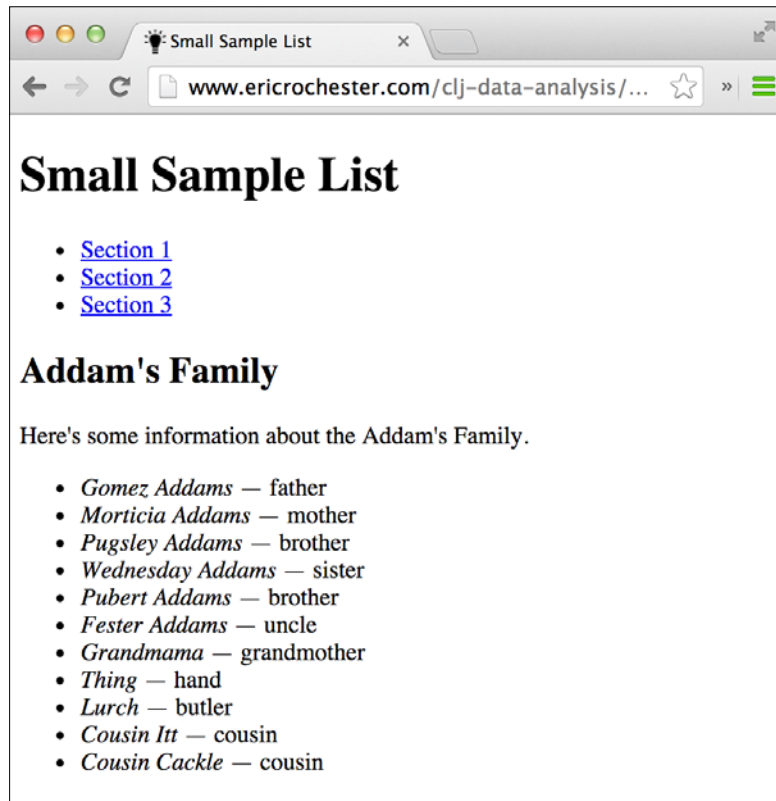 Small Sample List
www.ericrochester.com/clj-data-analysis/...
Small Sample List
• Section 1
• Section 2
• Section 3
Addam's Family
Here's some information about the Addam's Family.
• Gomez Addams — father
• Morticia Addams — mother
• Pugsley Addams — brother
• Wednesday Addams — sister
• Pubert Addams — brother
• Fester Addams — uncle
• Grandmama — grandmother
• Thing — hand
• Lurch — butler
• Cousin Itt — cousin
• Cousin Cackle — cousin